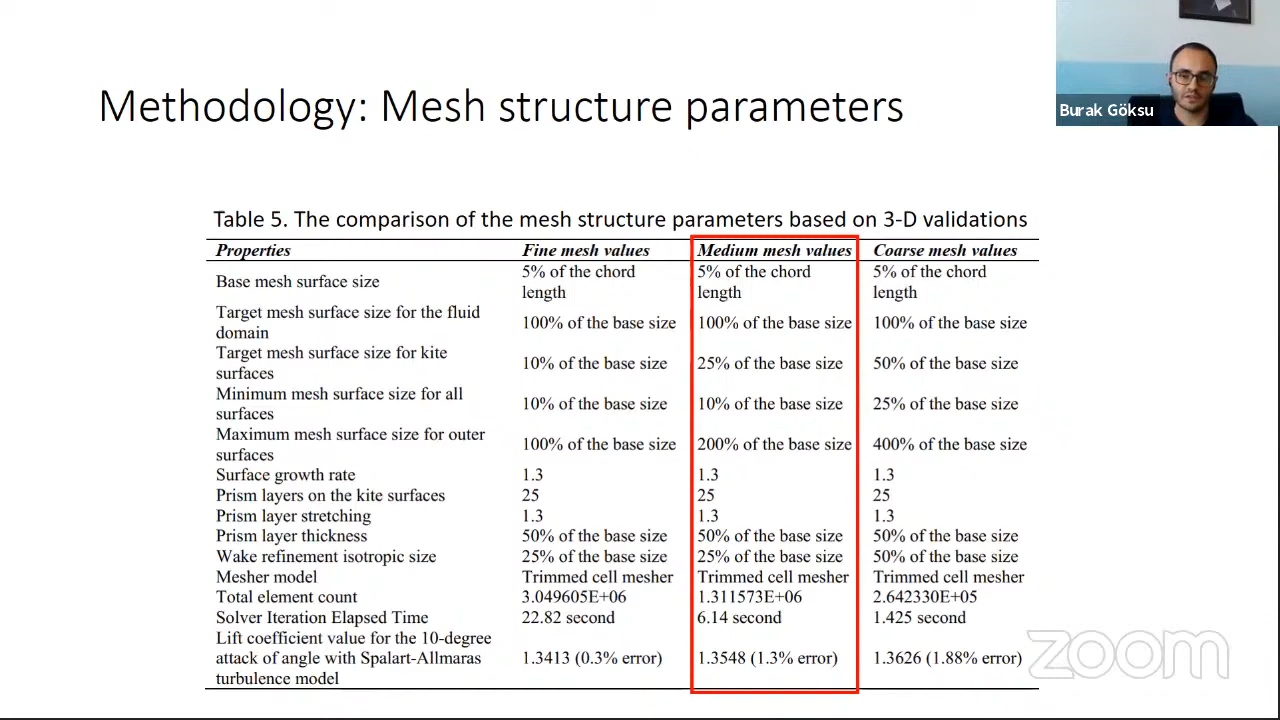 Methodology: Mesh structure parameters
Burak Göksu
Table 5. The comparison of the mesh structure parameters based on 3-D validations
Properties Fine mesh values Medium mesh values Coarse mesh values
Base mesh surface size 5% of the chord length 5% of the chord length 5% of the chord length
Target mesh surface size for the fluid domain 100% of the base size 100% of the base size 100% of the base size
Target mesh surface size for kite surfaces 10% of the base size 25% of the base size 50% of the base size
Minimum mesh surface size for all surfaces 10% of the base size 10% of the base size 25% of the base size
Maximum mesh surface size for outer surfaces 100% of the base size 200% of the base size 400% of the base size
Surface growth rate 1.3 1.3 1.3
Prism layers on the kite surfaces 25 25 25
Prism layer stretching 1.3 1.3 1.3
Prism layer thickness 50% of the base size 50% of the base size 50% of the base size
Wake refinement isotropic size 25% of the base size 25% of the base size 50% of the base size
Mesher model Trimmed cell mesher Trimmed cell mesher Trimmed cell mesher
Total element count 3.049605E+06 1.311573E+06 2.642330E+05
Solver Iteration Elapsed Time 22.82 second 6.14 second 1.425 second
Lift coefficient value for the 10-degree attack of angle with Spalart-Allmaras turbulence model 1.3413 (0.3% error) 1.3548 (1.3% error) 1.3626 (1.88% error)
zoom